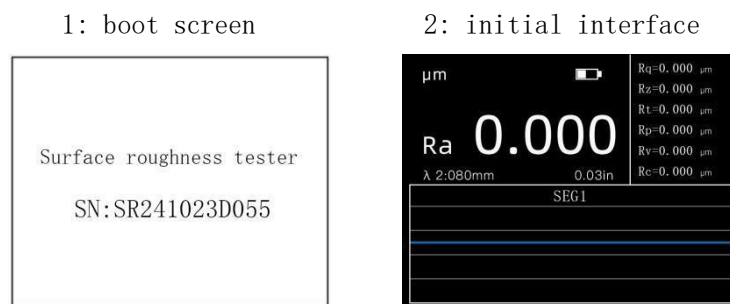 1: boot screen
2: initial interface
Surface roughness tester
SN:SR241023D055
μm
Ra 0.000
λ 2:080mm 0.03in
Rq=0.000 μm
Rz=0.000 μm
Rt=0.000 μm
Rp=0.000 μm
Rv=0.000 μm
Rc=0.000 μm
SEG1